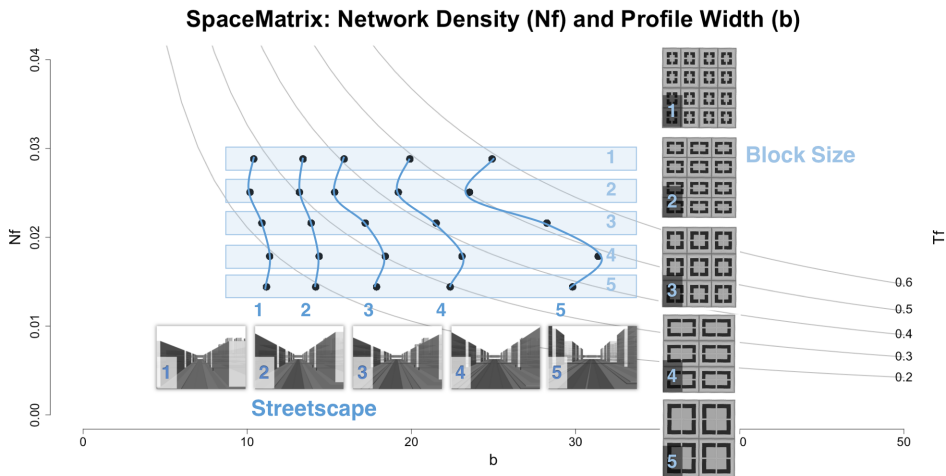 SpaceMatrix: Network Density (Nf) and Profile Width (b)
0.04
0.03
0.02
0.01
0.00
Nf
1
2
3
4
5
1 2 3 4 5
1 2 3 4 5
Streetscape
1
2
3
4
5
Block Size
Tf
0.6
0.5
0.4
0.3
0.2
0 10 20 30 0 50
b